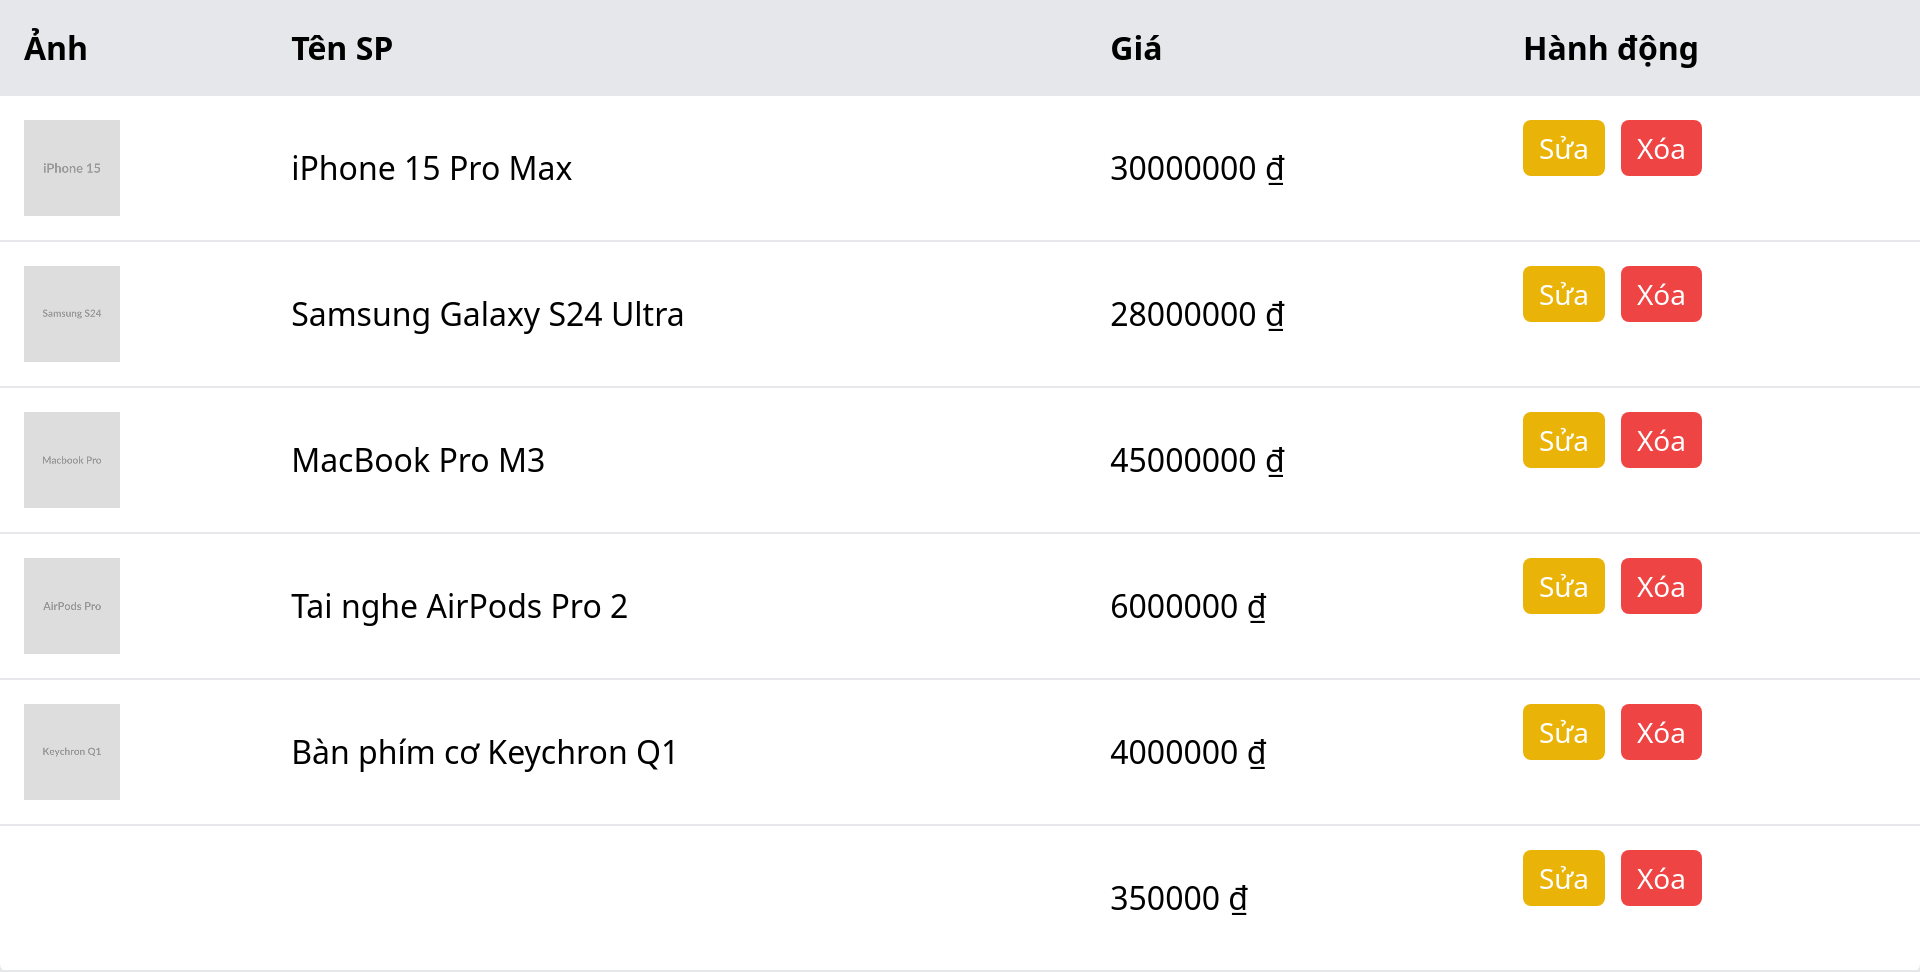 Ảnh Tên SP Giá Hành động
iPhone 15 iPhone 15 Pro Max 30000000 ₫ Sửa Xóa
Samsung S24 Samsung Galaxy S24 Ultra 28000000 ₫ Sửa Xóa
Macbook Pro MacBook Pro M3 45000000 ₫ Sửa Xóa
AirPods Pro Tai nghe AirPods Pro 2 6000000 ₫ Sửa Xóa
Keychron Q1 Bàn phím cơ Keychron Q1 4000000 ₫ Sửa Xóa
350000 ₫ Sửa Xóa